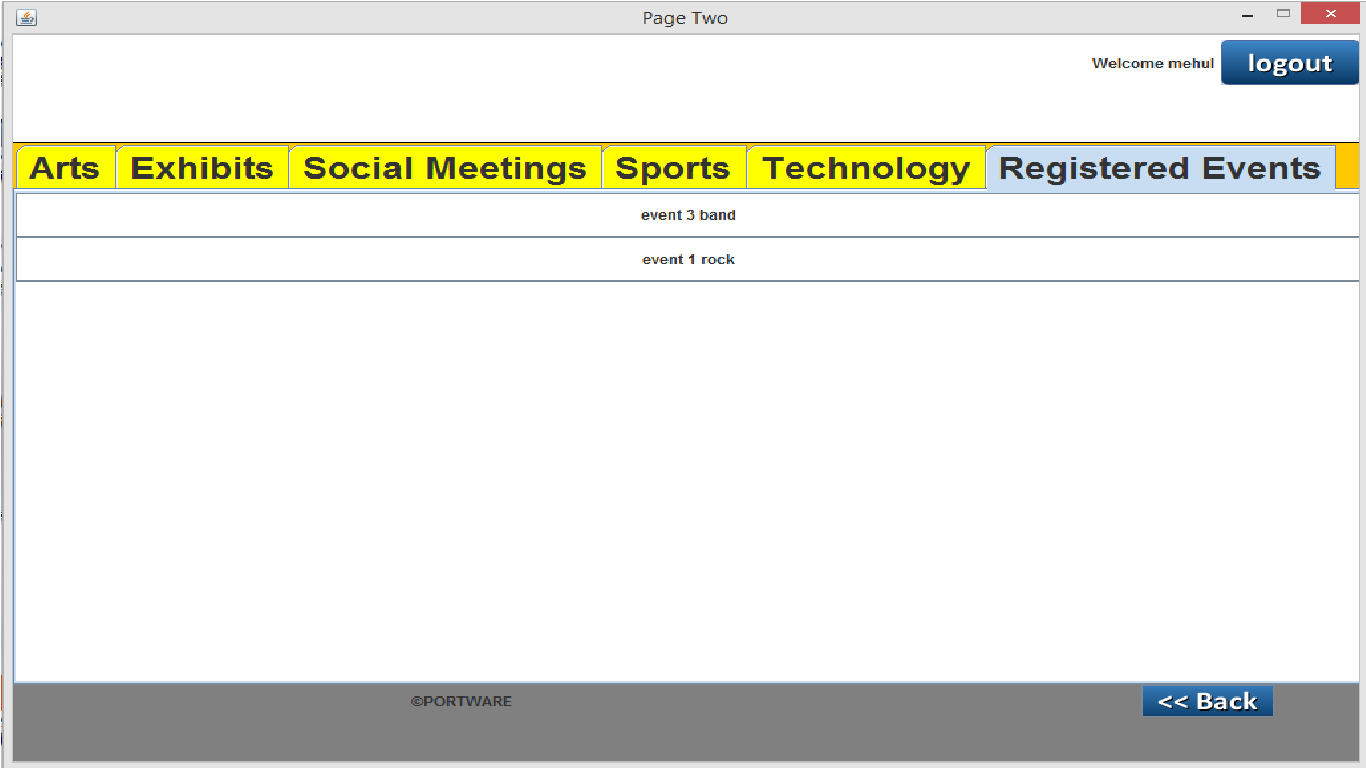 Page Two
Welcome mehul logout
Arts Exhibits Social Meetings Sports Technology Registered Events
event 3 band
event 1 rock
©PORTWARE << Back